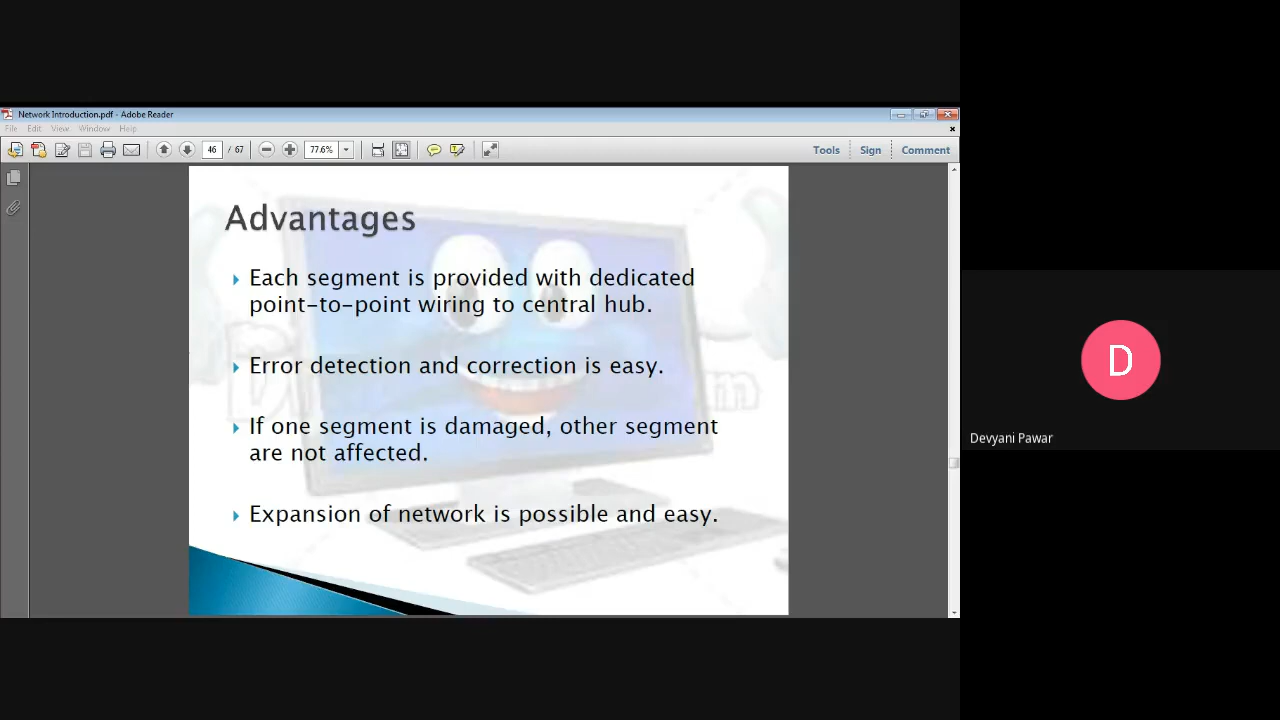 Network Introduction.pdf - Adobe Reader
File Edit View Window Help
46 / 67 77.6% Tools Sign Comment
Advantages
Each segment is provided with dedicated
point-to-point wiring to central hub.
Error detection and correction is easy.
If one segment is damaged, other segment
are not affected.
Expansion of network is possible and easy.
D
Devyani Pawar